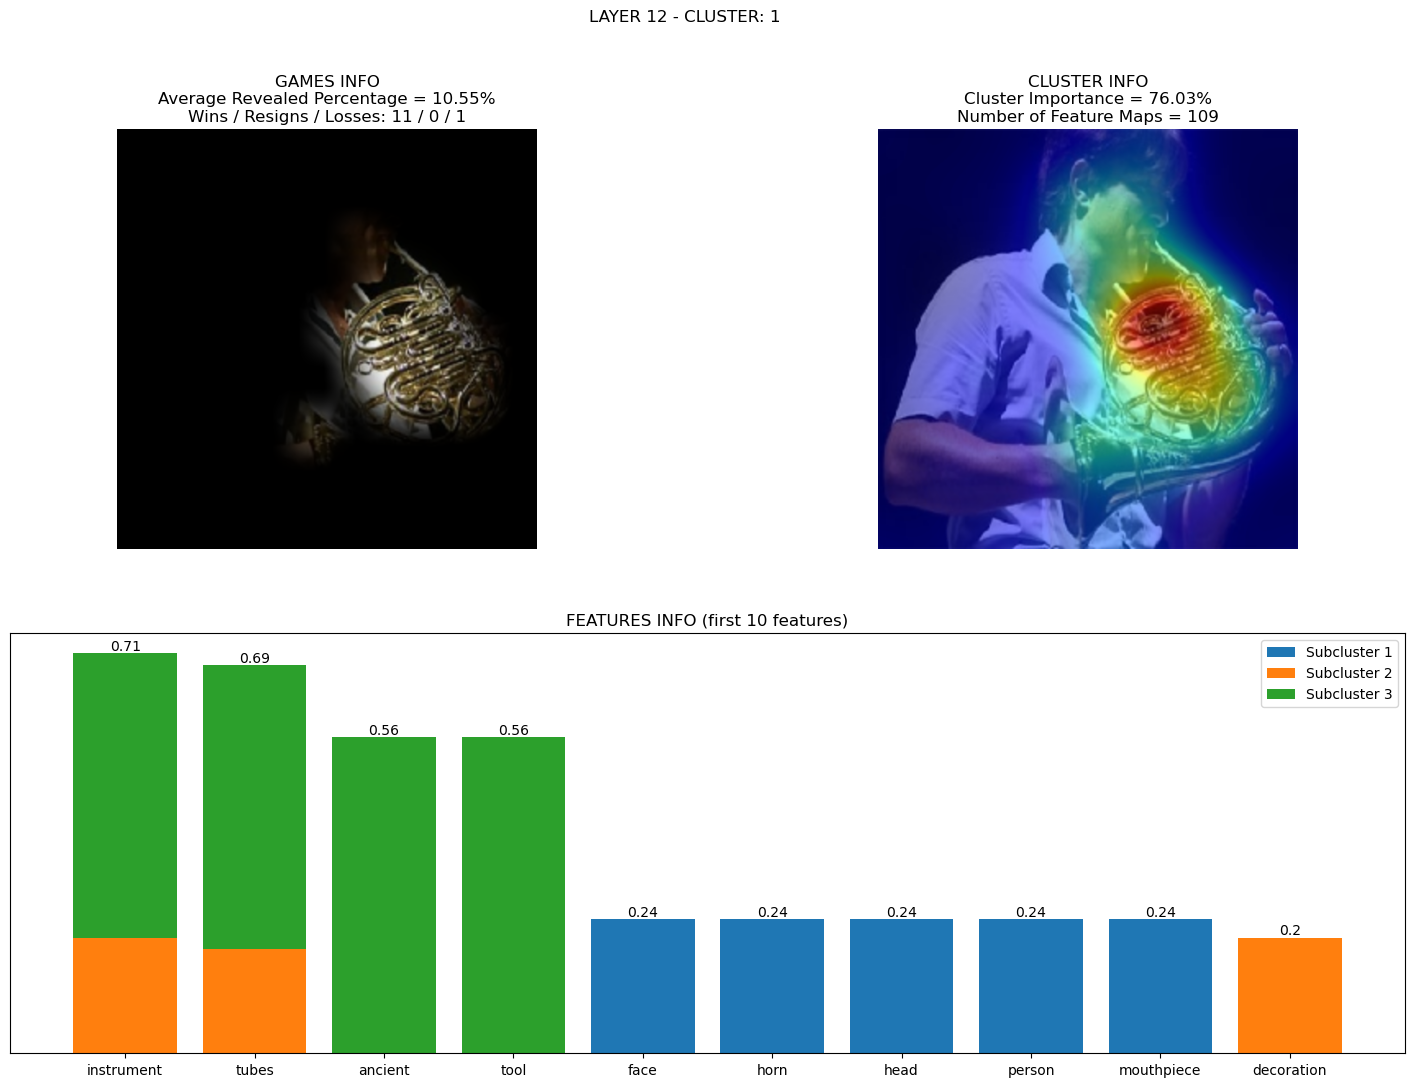 LAYER 12 - CLUSTER: 1
GAMES INFO
Average Revealed Percentage = 10.55%
Wins / Resigns / Losses: 11 / 0 / 1
CLUSTER INFO
Cluster Importance = 76.03%
Number of Feature Maps = 109
FEATURES INFO (first 10 features)
Subcluster 1
Subcluster 2
Subcluster 3
0.71
0.69
0.56
0.56
0.24
0.24
0.24
0.24
0.24
0.2
instrument
tubes
ancient
tool
face
horn
head
person
mouthpiece
decoration